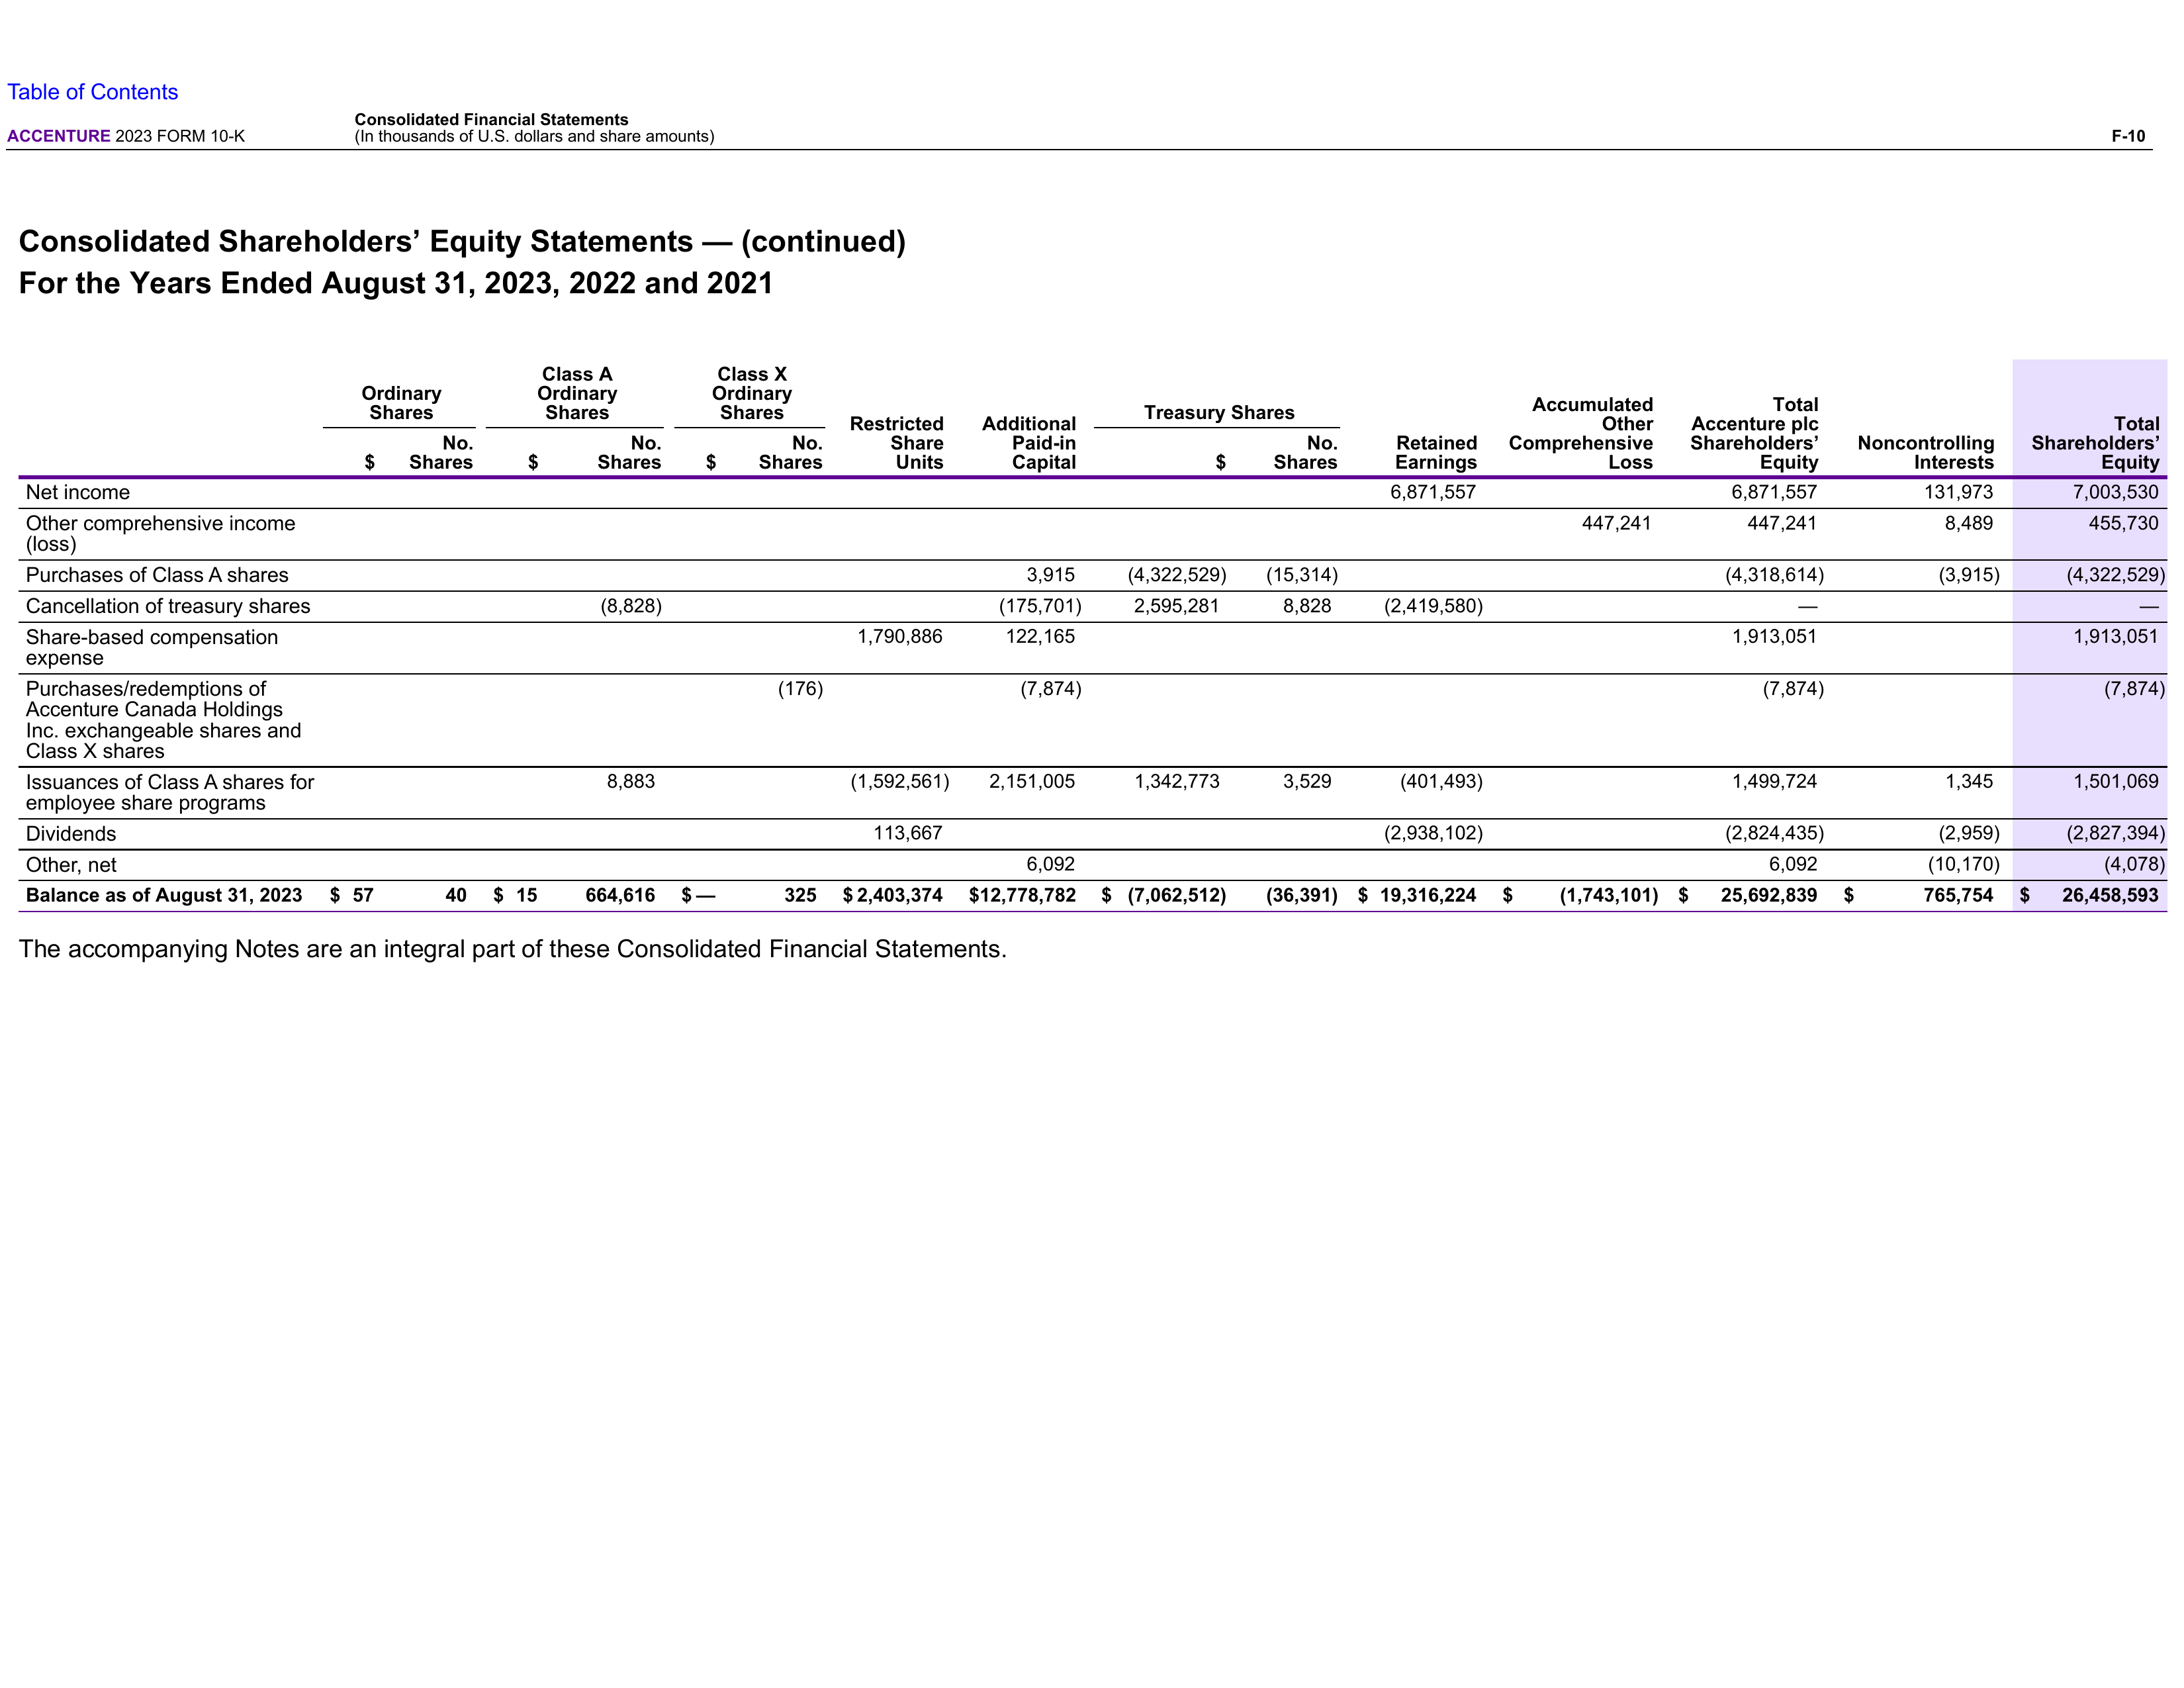 Table of Contents
Consolidated Financial Statements
ACCENTURE 2023 FORM 10-K (In thousands of U.S. dollars and share amounts) F-10
Consolidated Shareholders’ Equity Statements — (continued)
For the Years Ended August 31, 2023, 2022 and 2021
Ordinary Shares Class A Ordinary Shares Class X Ordinary Shares Restricted Share Units Additional Paid-in Capital Treasury Shares Retained Earnings Accumulated Other Comprehensive Loss Total Accenture plc Shareholders’ Equity Noncontrolling Interests Total Shareholders’ Equity
$ No. Shares $ No. Shares $ No. Shares $ No. Shares
Net income 6,871,557 6,871,557 131,973 7,003,530
Other comprehensive income 447,241 447,241 8,489 455,730
(loss)
Purchases of Class A shares 3,915 (4,322,529) (15,314) (4,318,614) (3,915) (4,322,529)
Cancellation of treasury shares (8,828) (175,701) 2,595,281 8,828 (2,419,580) — —
Share-based compensation 1,790,886 122,165 1,913,051 1,913,051
expense
Purchases/redemptions of (176) (7,874) (7,874) (7,874)
Accenture Canada Holdings
Inc. exchangeable shares and
Class X shares
Issuances of Class A shares for 8,883 (1,592,561) 2,151,005 1,342,773 3,529 (401,493) 1,499,724 1,345 1,501,069
employee share programs
Dividends 113,667 (2,938,102) (2,824,435) (2,959) (2,827,394)
Other, net 6,092 6,092 (10,170) (4,078)
Balance as of August 31, 2023 $ 57 40 $ 15 664,616 $ — 325 $ 2,403,374 $12,778,782 $ (7,062,512) (36,391) $ 19,316,224 $ (1,743,101) $ 25,692,839 $ 765,754 $ 26,458,593
The accompanying Notes are an integral part of these Consolidated Financial Statements.